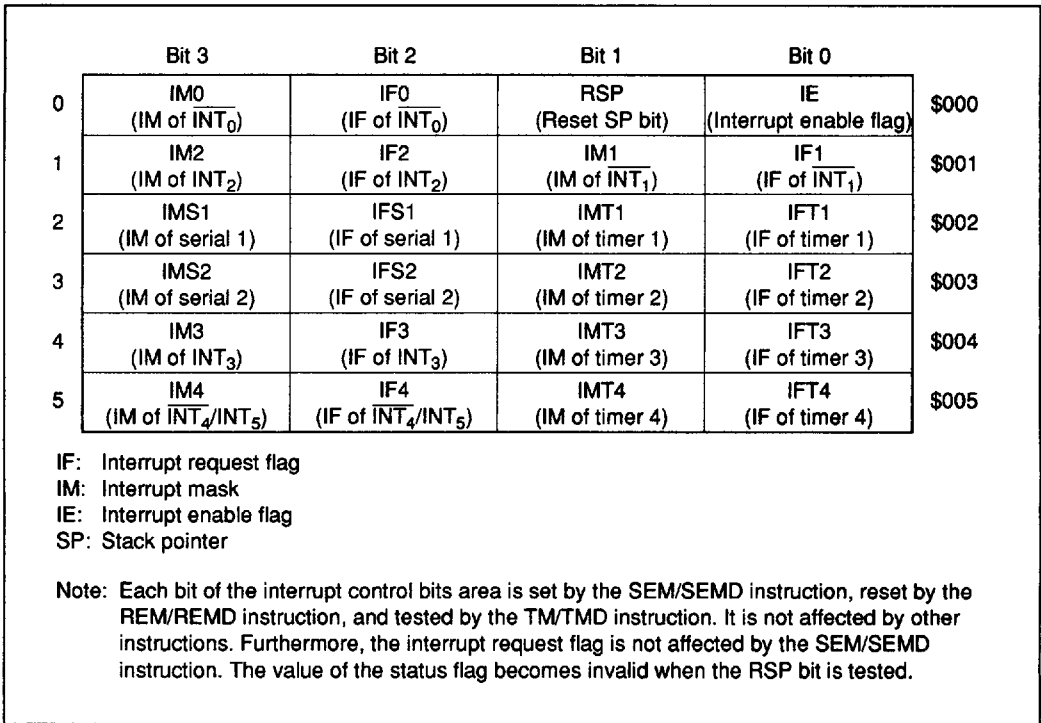 Bit 3 Bit 2 Bit 1 Bit 0
0 IM0 IF0 RSP IE $000
(IM of INT0) (IF of INT0) (Reset SP bit) (Interrupt enable flag)
1 IM2 IF2 IM1 IF1 $001
(IM of INT2) (IF of INT2) (IM of INT1) (IF of INT1)
2 IMS1 IFS1 IMT1 IFT1 $002
(IM of serial 1) (IF of serial 1) (IM of timer 1) (IF of timer 1)
3 IMS2 IFS2 IMT2 IFT2 $003
(IM of serial 2) (IF of serial 2) (IM of timer 2) (IF of timer 2)
4 IM3 IF3 IMT3 IFT3 $004
(IM of INT3) (IF of INT3) (IM of timer 3) (IF of timer 3)
5 IM4 IF4 IMT4 IFT4 $005
(IM of INT4/INT5) (IF of INT4/INT5) (IM of timer 4) (IF of timer 4)
IF: Interrupt request flag
IM: Interrupt mask
IE: Interrupt enable flag
SP: Stack pointer
Note: Each bit of the interrupt control bits area is set by the SEM/SEMD instruction, reset by the
REM/REMD instruction, and tested by the TM/TMD instruction. It is not affected by other
instructions. Furthermore, the interrupt request flag is not affected by the SEM/SEMD
instruction. The value of the status flag becomes invalid when the RSP bit is tested.